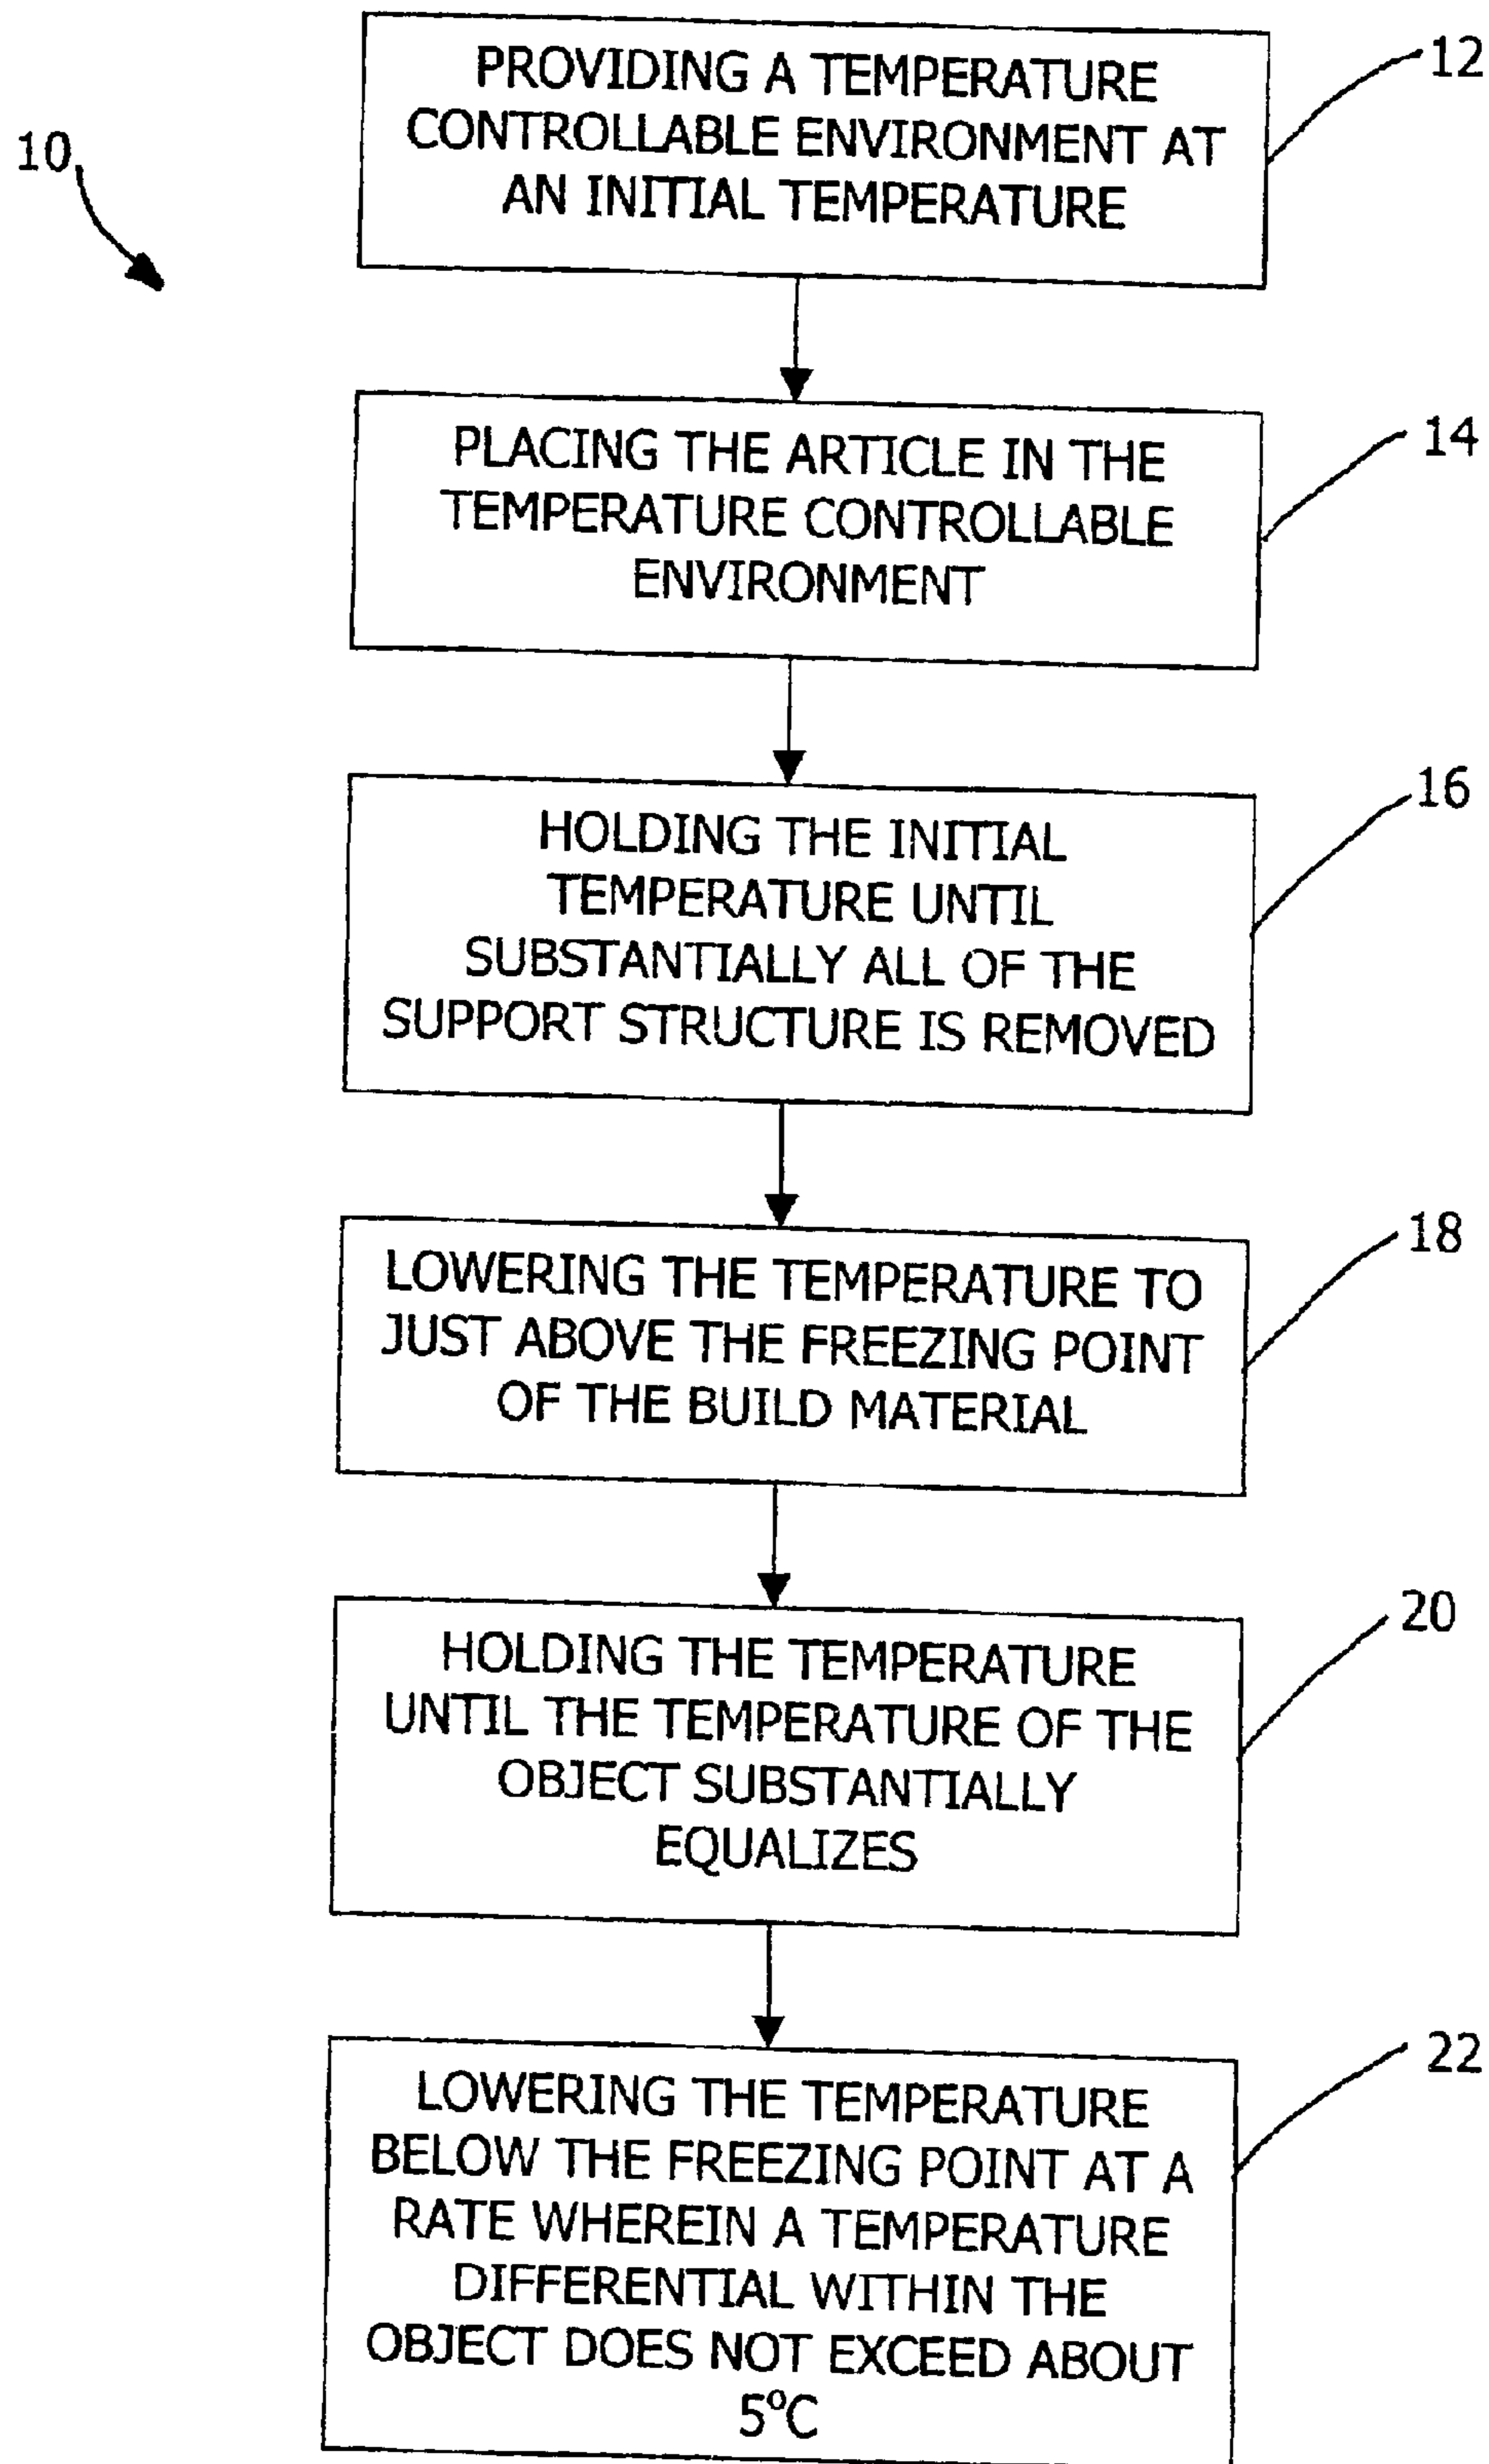 10
PROVIDING A TEMPERATURE
CONTROLLABLE ENVIRONMENT AT
AN INITIAL TEMPERATURE
12
PLACING THE ARTICLE IN THE
TEMPERATURE CONTROLLABLE
ENVIRONMENT
14
HOLDING THE INITIAL
TEMPERATURE UNTIL
SUBSTANTIALLY ALL OF THE
SUPPORT STRUCTURE IS REMOVED
16
LOWERING THE TEMPERATURE TO
JUST ABOVE THE FREEZING POINT
OF THE BUILD MATERIAL
18
HOLDING THE TEMPERATURE
UNTIL THE TEMPERATURE OF THE
OBJECT SUBSTANTIALLY
EQUALIZES
20
LOWERING THE TEMPERATURE
BELOW THE FREEZING POINT AT A
RATE WHEREIN A TEMPERATURE
DIFFERENTIAL WITHIN THE
OBJECT DOES NOT EXCEED ABOUT
5°C
22